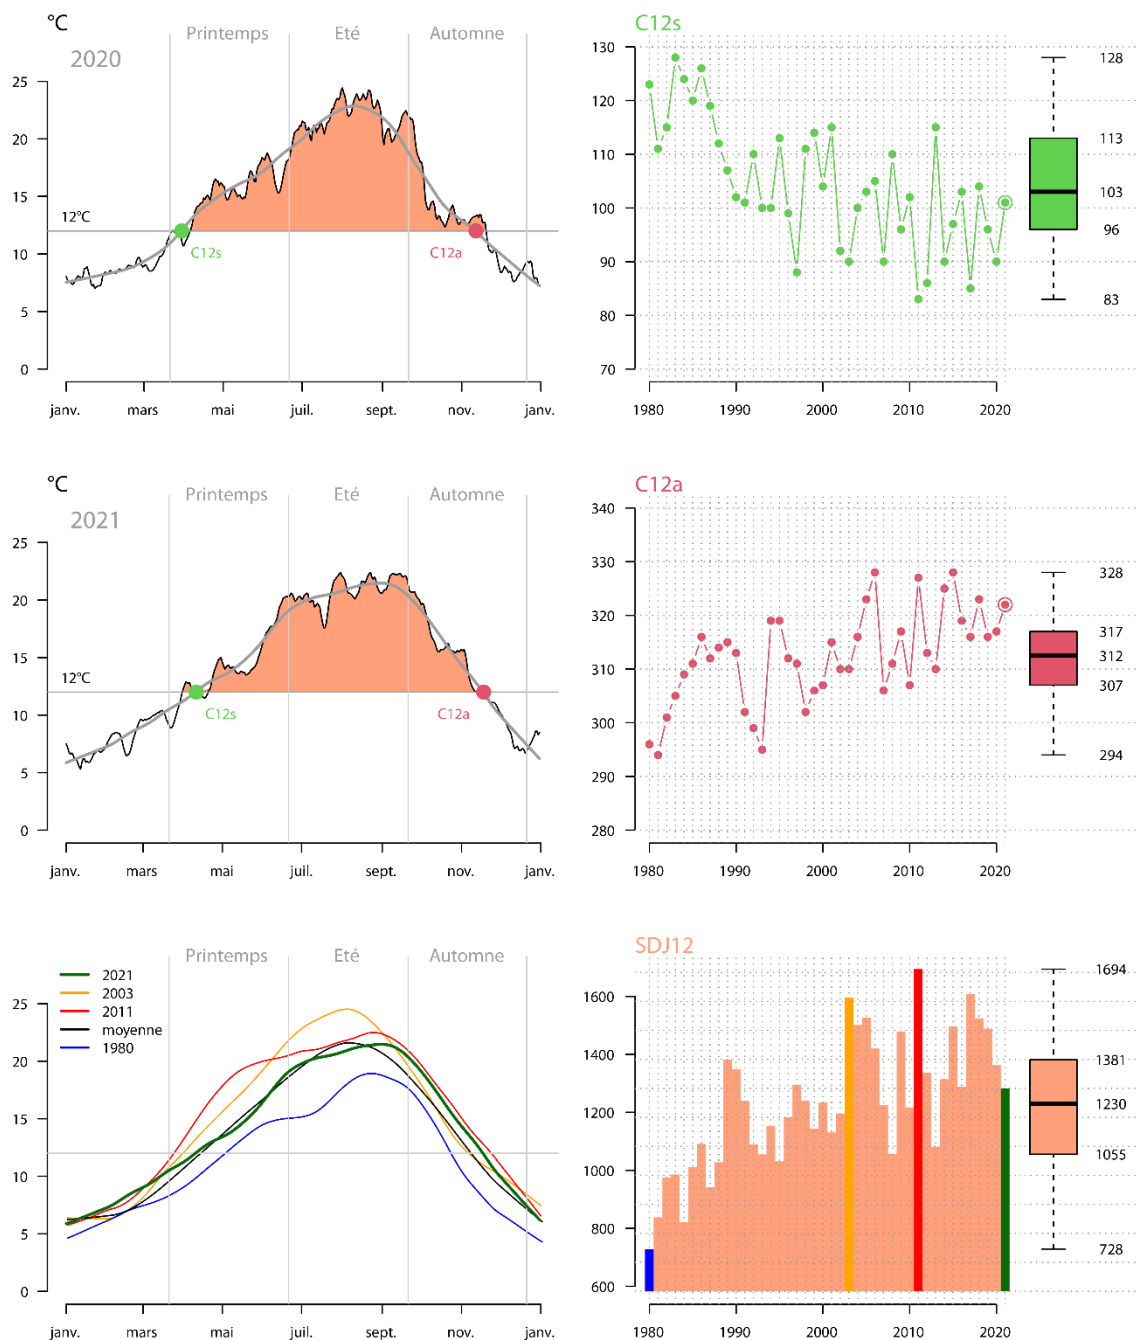 °C
Printemps Eté Automne
2020
25
20
15
12°C
10
5
0
C12s
C12a
janv. mars mai juil. sept. nov. janv.
C12s
130
120
110
100
90
80
70
1980 1990 2000 2010 2020
128
113
103
96
83
°C
Printemps Eté Automne
2021
25
20
15
12°C
10
5
0
C12s
C12a
janv. mars mai juil. sept. nov. janv.
C12a
340
330
320
310
300
290
280
1980 1990 2000 2010 2020
328
317
312
307
294
Printemps Eté Automne
2021
2003
2011
moyenne
1980
25
20
15
10
5
0
janv. mars mai juil. sept. nov. janv.
SDJ12
1600
1400
1200
1000
800
600
1980 1990 2000 2010 2020
1694
1381
1230
1055
728